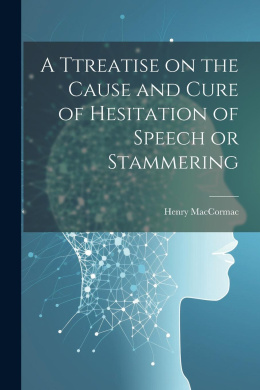 A Ttreatise on the
Cause and Cure
of Hesitation of
Speech or
Stammering
Henry MacCormac